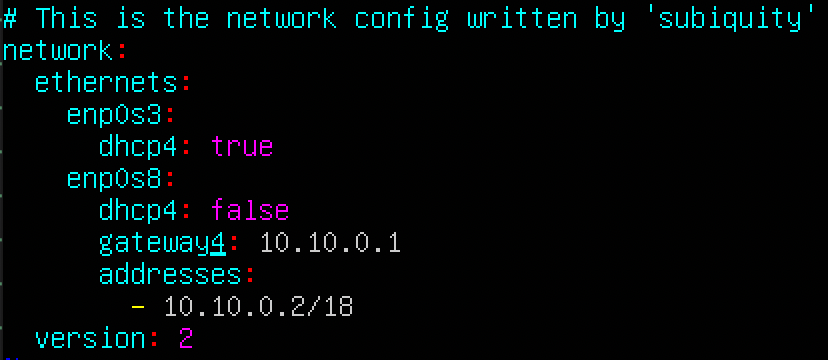 # This is the network config written by 'subiquity'
network:
  ethernets:
    enp0s3:
      dhcp4: true
    enp0s8:
      dhcp4: false
      gateway4: 10.10.0.1
      addresses:
        - 10.10.0.2/18
  version: 2